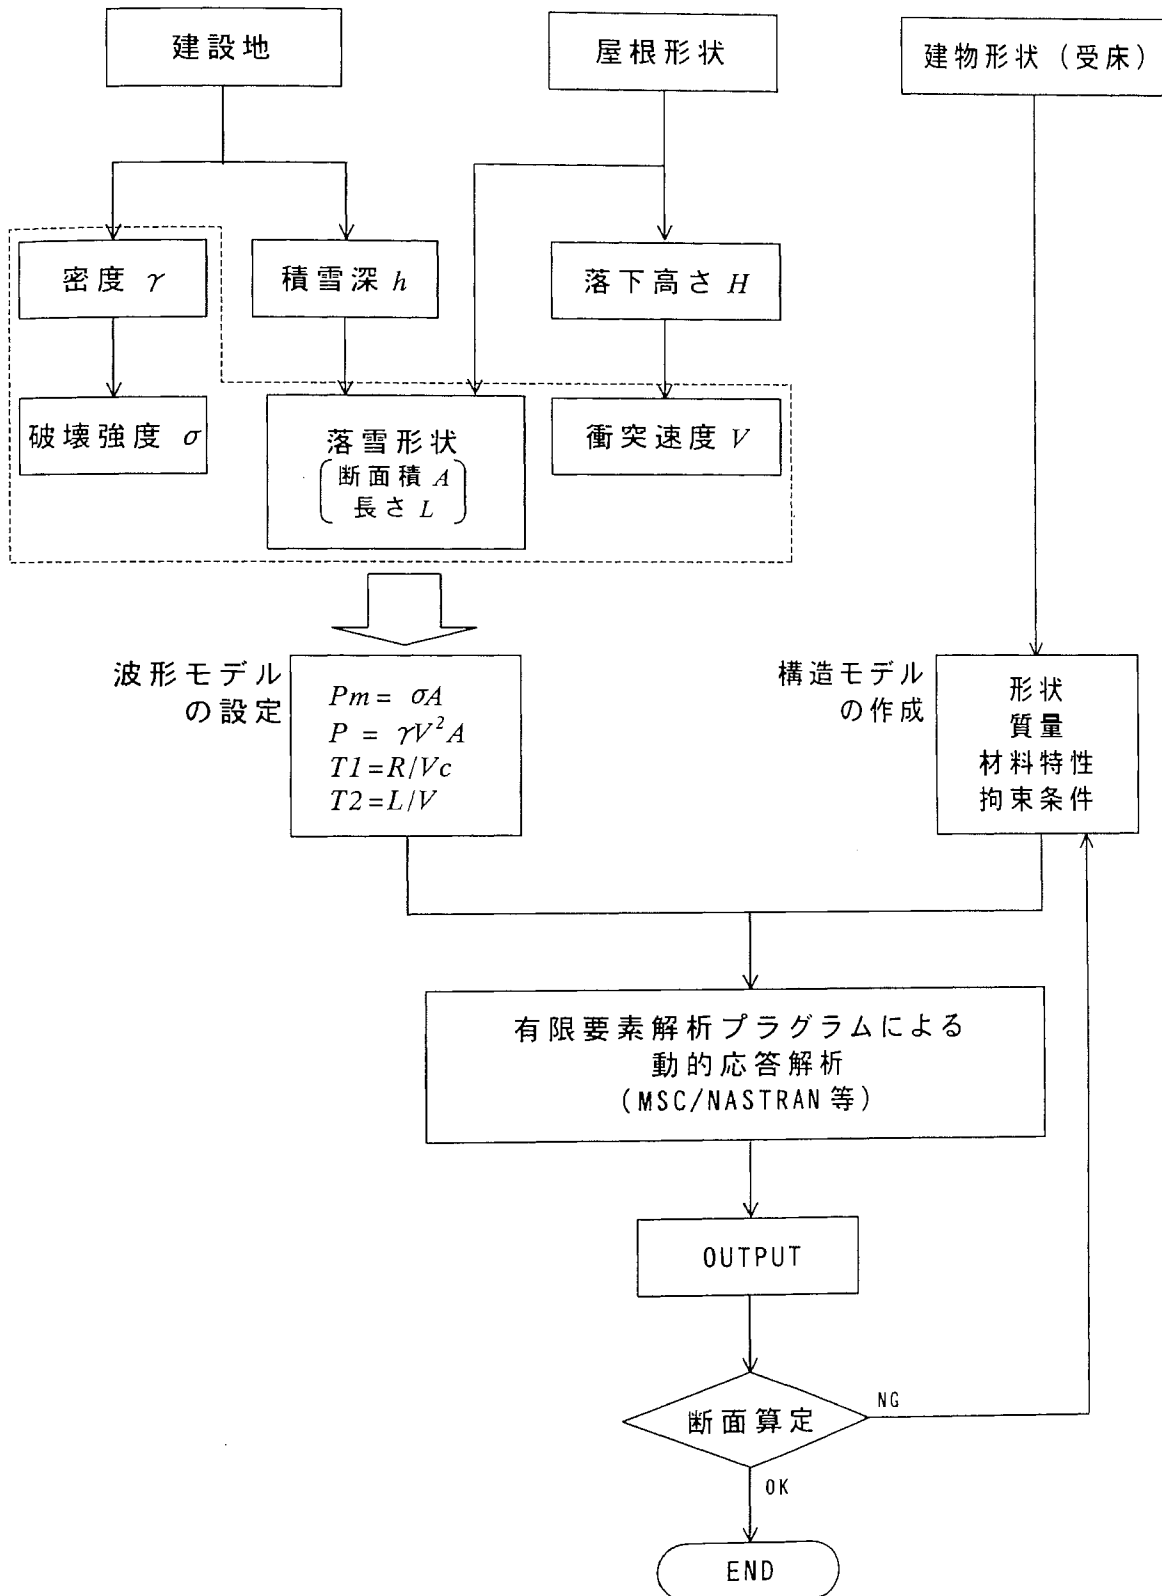 建設地
屋根形状
建物形状（受床）
密度 γ
積雪深 h
落下高さ H
破壊強度 σ
落雪形状
断面積 A
長さ L
衝突速度 V
波形モデル
の設定
Pm = σA
P = γV²A
T1=R/Vc
T2=L/V
構造モデル
の作成
形状
質量
材料特性
拘束条件
有限要素解析プラグラムによる
動的応答解析
(MSC/NASTRAN 等)
OUTPUT
断面算定
NG
OK
END